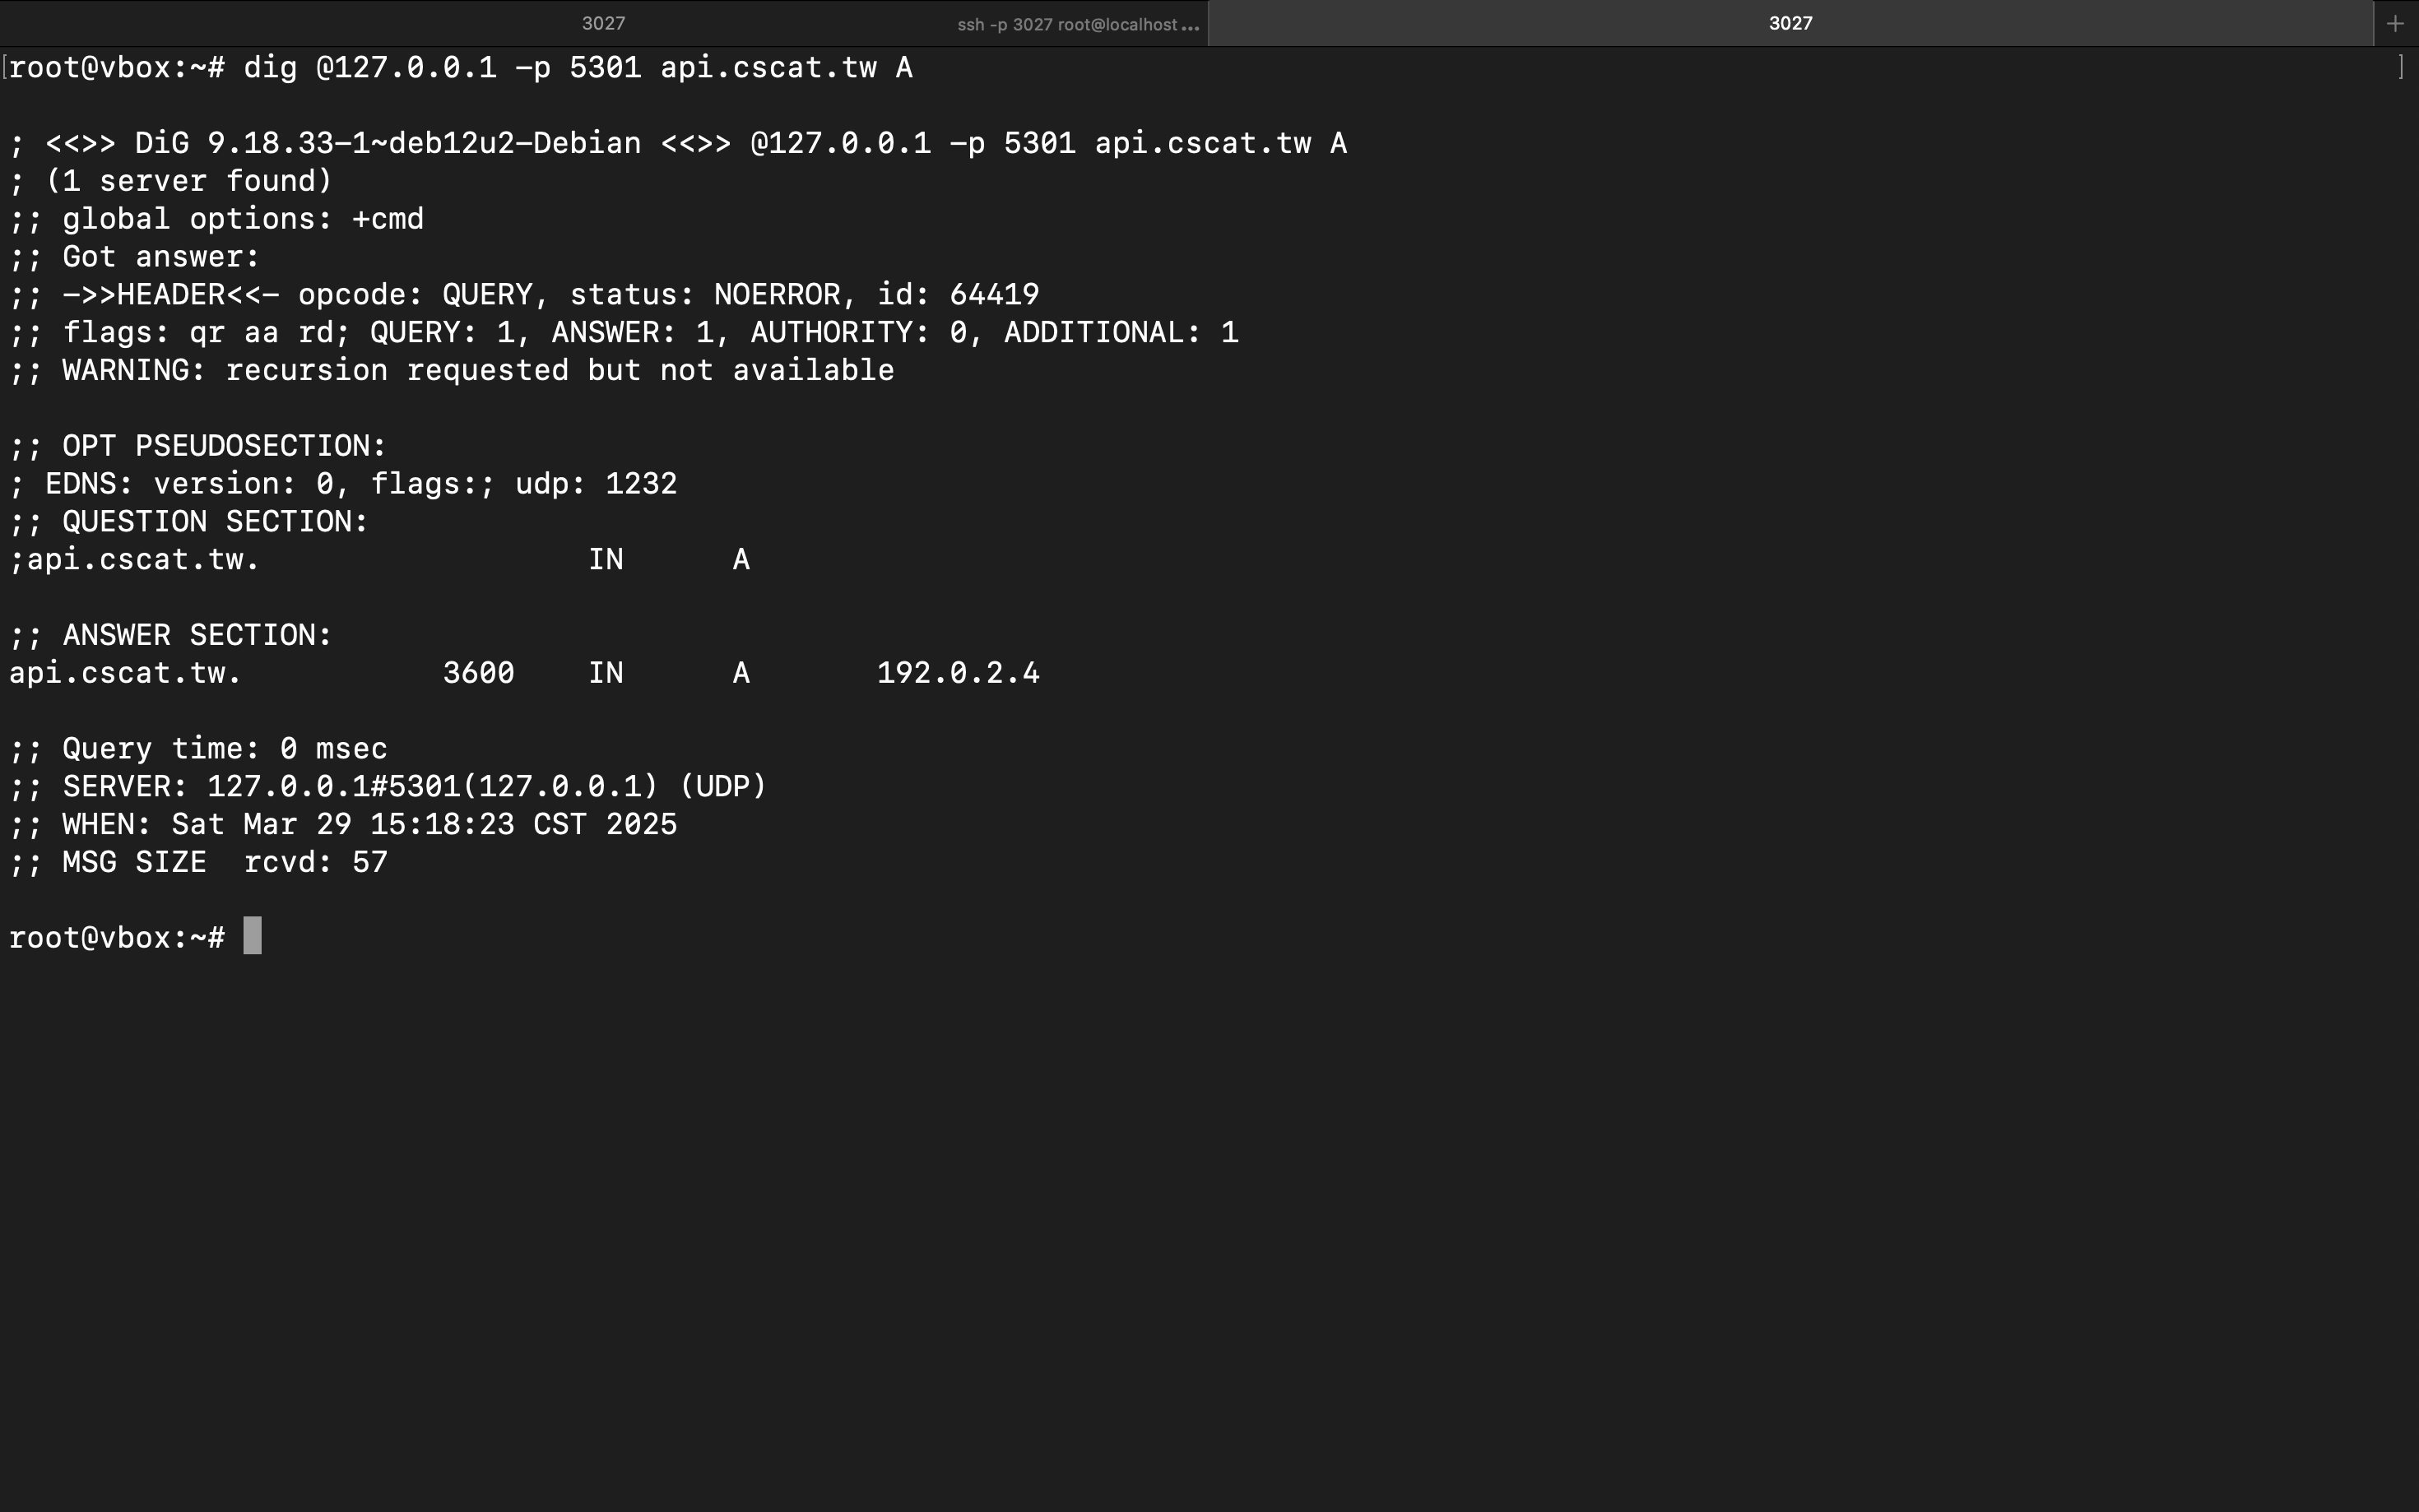 3027 ssh -p 3027 root@localhost ... 3027 +
[root@vbox:~# dig @127.0.0.1 -p 5301 api.cscat.tw A ]
; <<>> DiG 9.18.33-1~deb12u2-Debian <<>> @127.0.0.1 -p 5301 api.cscat.tw A
; (1 server found)
;; global options: +cmd
;; Got answer:
;; ->>HEADER<<- opcode: QUERY, status: NOERROR, id: 64419
;; flags: qr aa rd; QUERY: 1, ANSWER: 1, AUTHORITY: 0, ADDITIONAL: 1
;; WARNING: recursion requested but not available
;; OPT PSEUDOSECTION:
; EDNS: version: 0, flags:; udp: 1232
;; QUESTION SECTION:
;api.cscat.tw. IN A
;; ANSWER SECTION:
api.cscat.tw. 3600 IN A 192.0.2.4
;; Query time: 0 msec
;; SERVER: 127.0.0.1#5301(127.0.0.1) (UDP)
;; WHEN: Sat Mar 29 15:18:23 CST 2025
;; MSG SIZE  rcvd: 57
root@vbox:~#